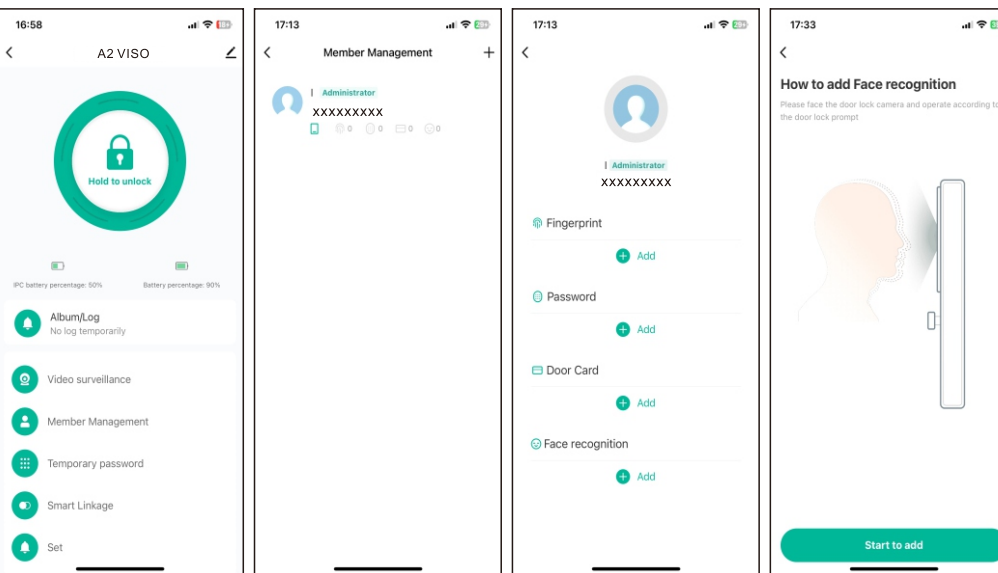 16:58
A2 VISO
Hold to unlock
IPC battery percentage: 50%
Battery percentage: 90%
Album/Log
No log temporarily
Video surveillance
Member Management
Temporary password
Smart Linkage
Set
17:13
Member Management
Administrator
XXXXXXXXX
0 0 0 0
17:13
Administrator
XXXXXXXXX
Fingerprint
Add
Password
Add
Door Card
Add
Face recognition
Add
17:33
How to add Face recognition
Please face the door lock camera and operate according to
the door lock prompt
Start to add